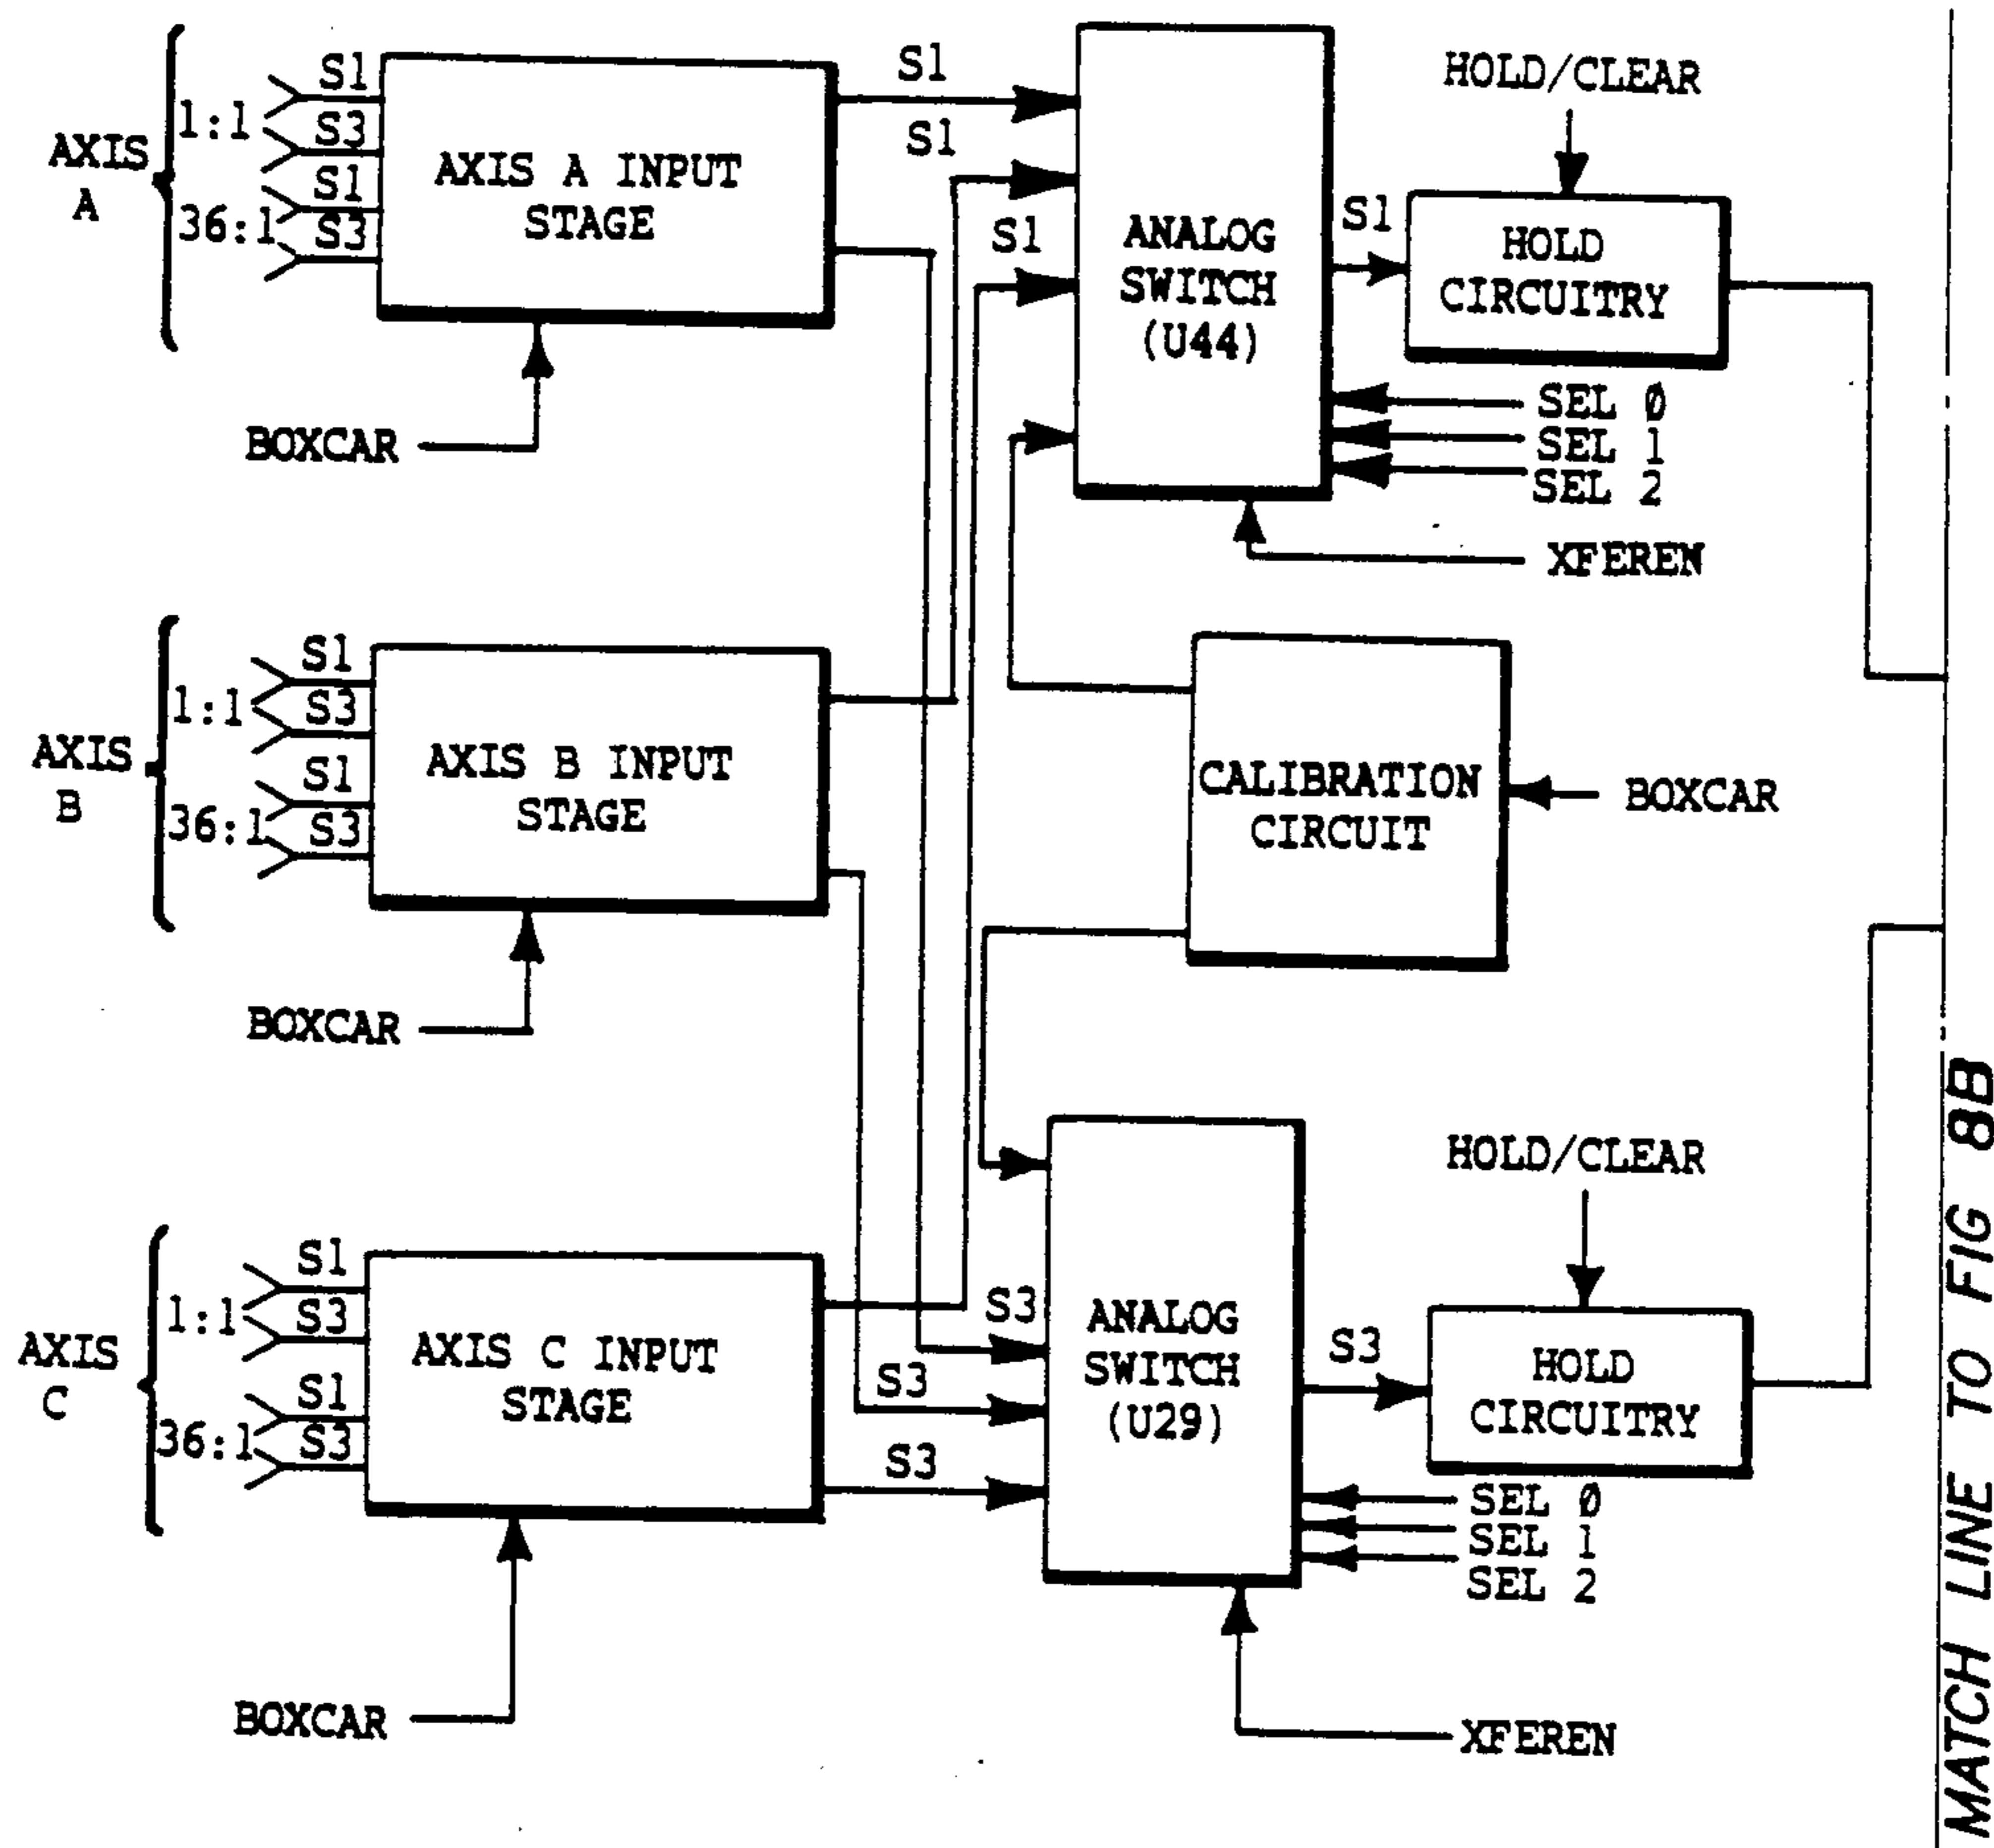 AXIS
A
1:1
S1
S3
36:1
S1
S3
AXIS A INPUT
STAGE
BOXCAR
S1
S1
S1
ANALOG
SWITCH
(U44)
HOLD/CLEAR
S1
HOLD
CIRCUITRY
SEL 0
SEL 1
SEL 2
XFEREN
AXIS
B
1:1
S1
S3
36:1
S1
S3
AXIS B INPUT
STAGE
BOXCAR
CALIBRATION
CIRCUIT
BOXCAR
AXIS
C
1:1
S1
S3
36:1
S1
S3
AXIS C INPUT
STAGE
BOXCAR
S3
S3
S3
ANALOG
SWITCH
(U29)
HOLD/CLEAR
S3
HOLD
CIRCUITRY
SEL 0
SEL 1
SEL 2
XFEREN
MATCH LINE TO FIG 8B